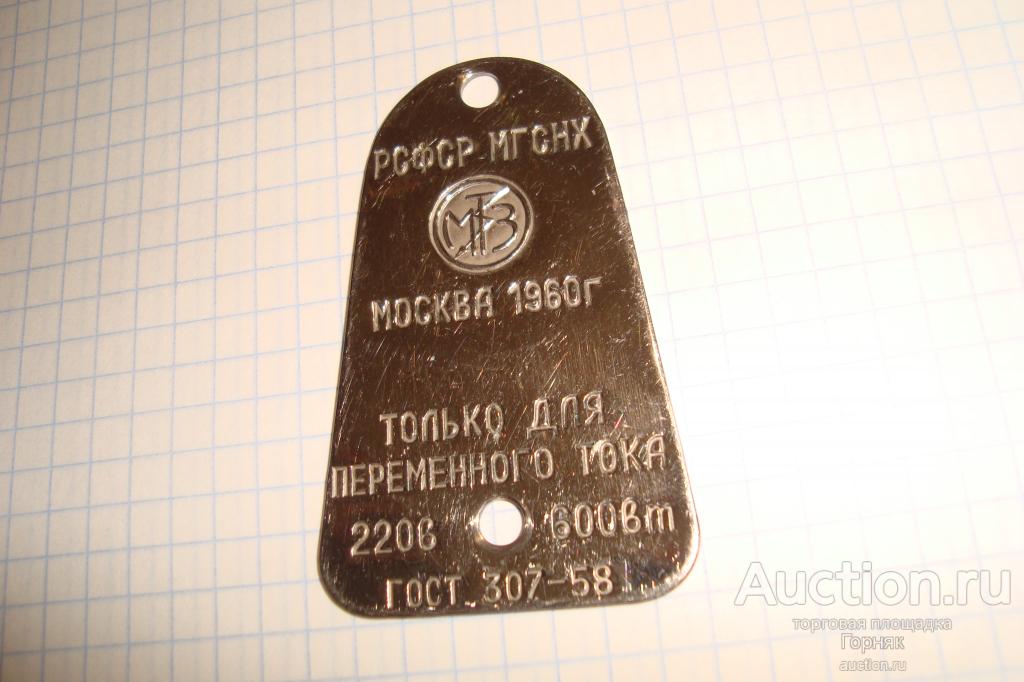 РСФСР МГСНХ
МТЗ
МОСКВА 1960г
ТОЛЬКО ДЛЯ
ПЕРЕМЕННОГО ТОКА
220в 600вт
ГОСТ 307-58
Auction.ru
торговая площадка
Горняк
auction.ru